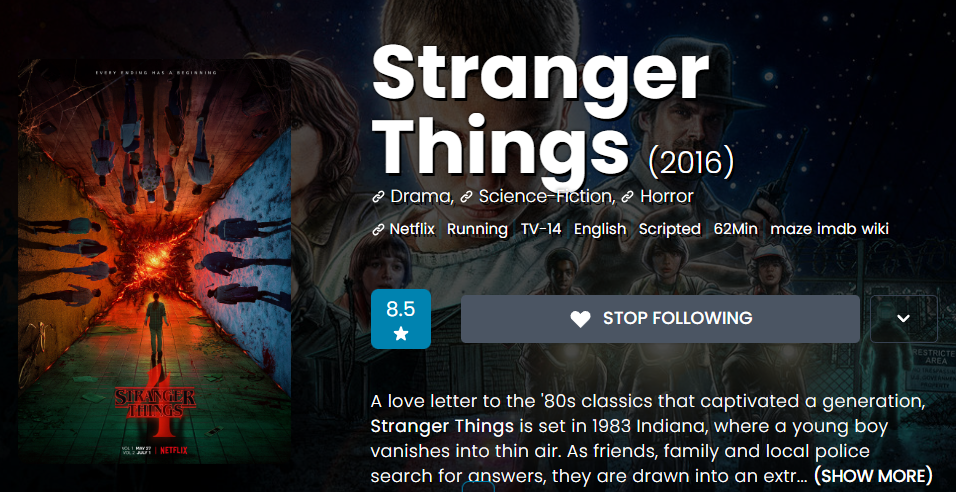 EVERY ENDING HAS A BEGINNING
STRANGER
THINGS
4
VOL 1 MAY 27
VOL 2 JULY 1
NETFLIX
Stranger
Things (2016)
Drama, Science-Fiction, Horror
Netflix Running TV-14 English Scripted 62Min maze imdb wiki
8.5
STOP FOLLOWING
A love letter to the '80s classics that captivated a generation,
Stranger Things is set in 1983 Indiana, where a young boy
vanishes into thin air. As friends, family and local police
search for answers, they are drawn into an extr... (SHOW MORE)
RESTRICTED
AREA